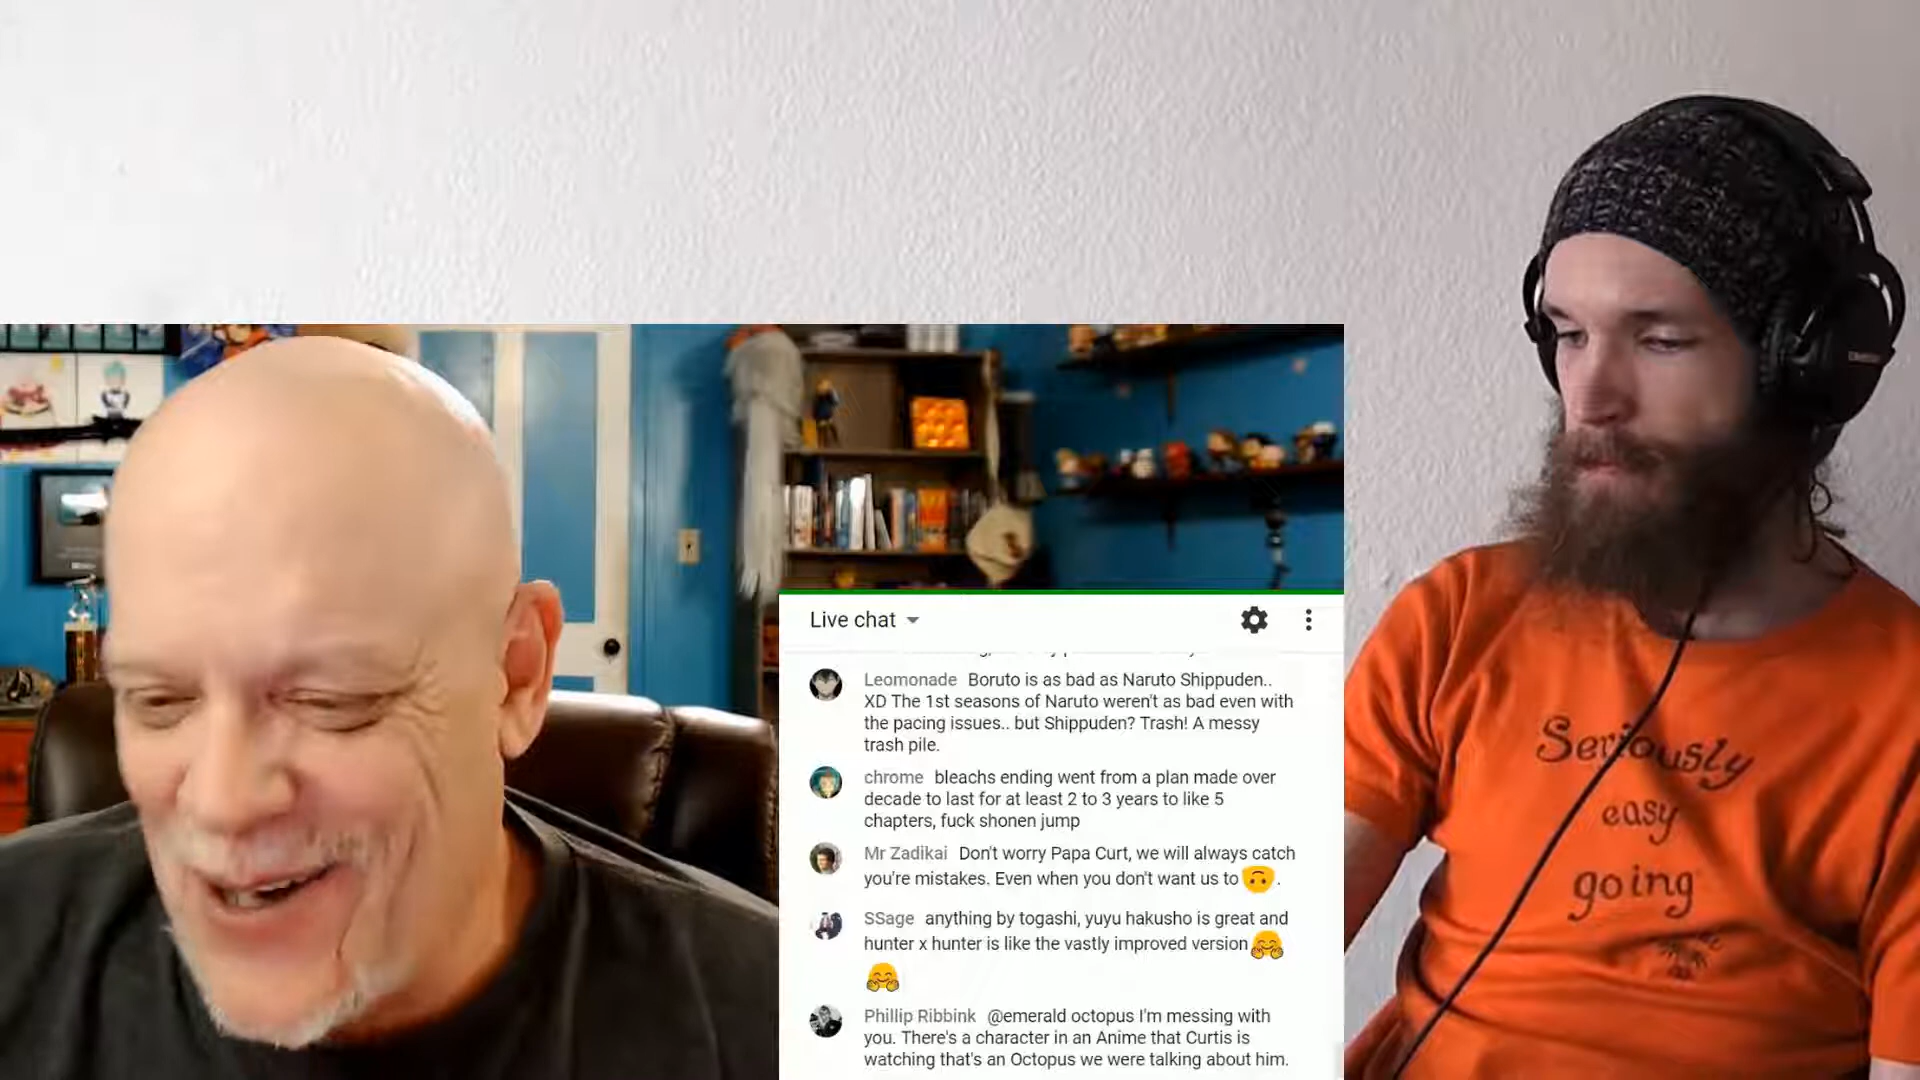 Live chat
Leomonade Boruto is as bad as Naruto Shippuden..
XD The 1st seasons of Naruto weren't as bad even with
the pacing issues.. but Shippuden? Trash! A messy
trash pile.
chrome bleachs ending went from a plan made over
decade to last for at least 2 to 3 years to like 5
chapters, fuck shonen jump
Mr Zadikai Don't worry Papa Curt, we will always catch
you're mistakes. Even when you don't want us to🙃.
SSage anything by togashi, yuyu hakusho is great and
hunter x hunter is like the vastly improved version🤗
🤗
Phillip Ribbink @emerald octopus I'm messing with
you. There's a character in an Anime that Curtis is
watching that's an Octopus we were talking about him.
Seriously
easy
going